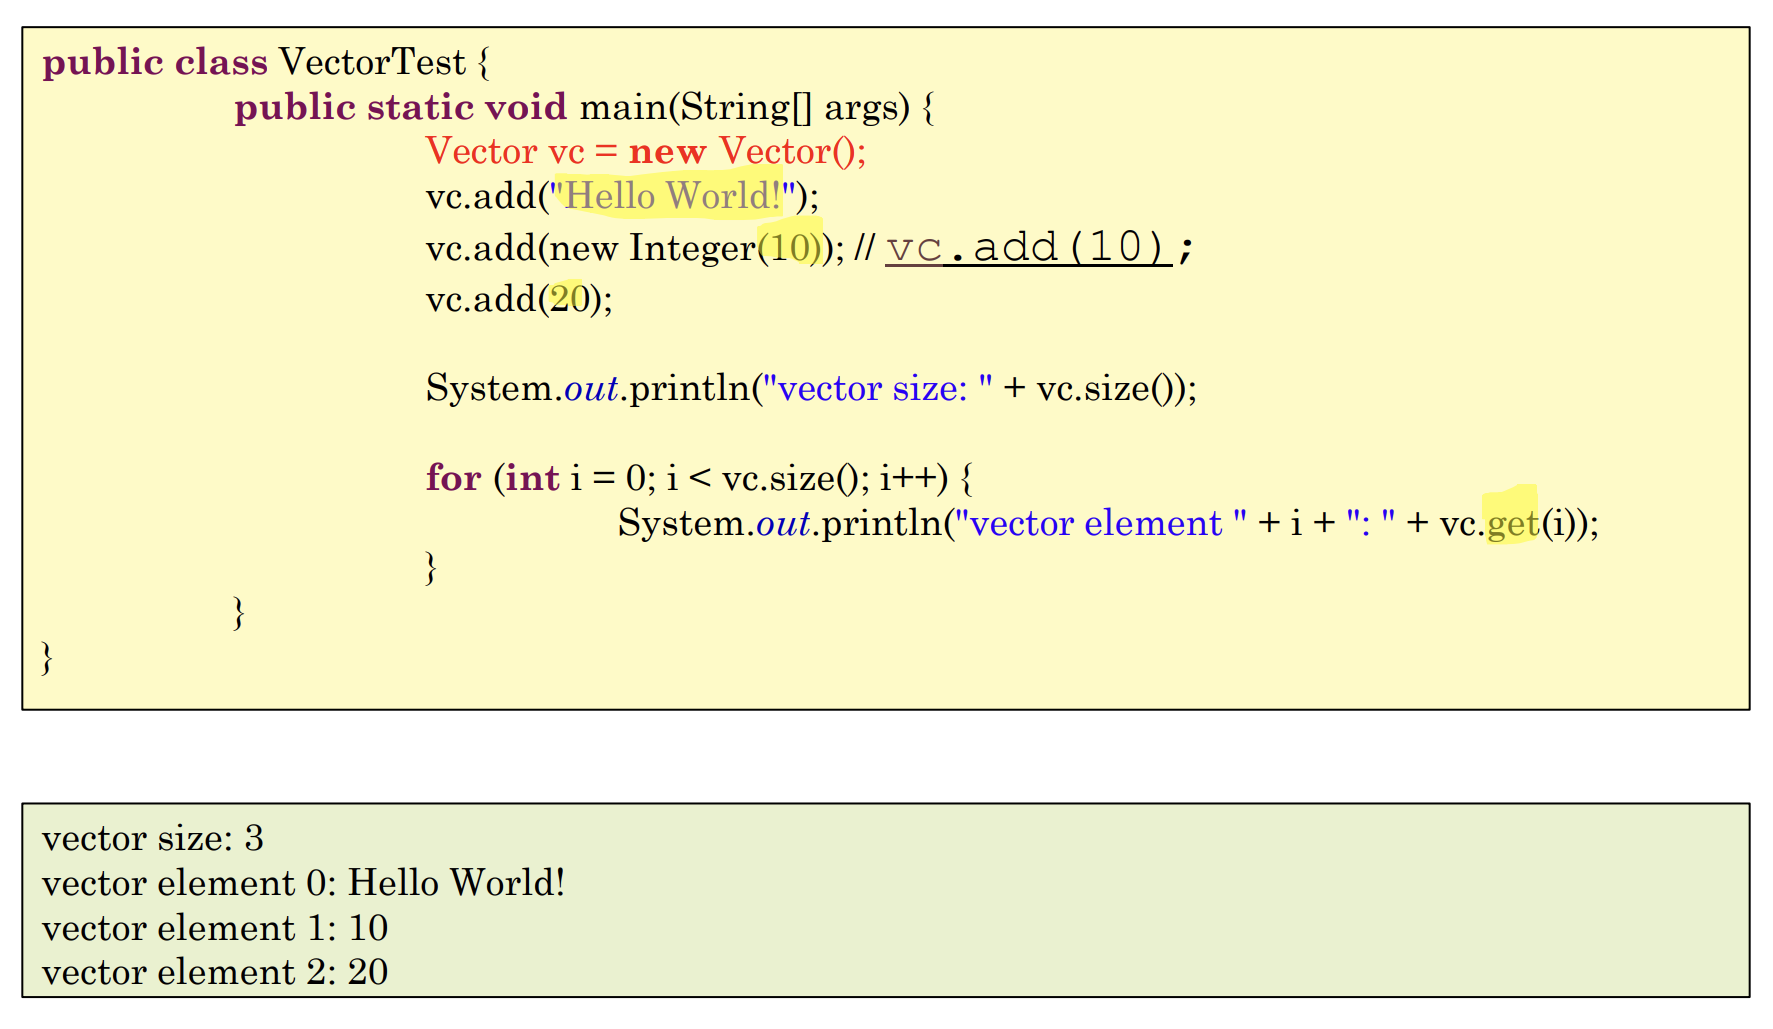 public class VectorTest {
public static void main(String[] args) {
Vector vc = new Vector();
vc.add("Hello World!");
vc.add(new Integer(10)); // vc.add(10);
vc.add(20);
System.out.println("vector size: " + vc.size());
for (int i = 0; i < vc.size(); i++) {
System.out.println("vector element " + i + ": " + vc.get(i));
}
}
}
vector size: 3
vector element 0: Hello World!
vector element 1: 10
vector element 2: 20